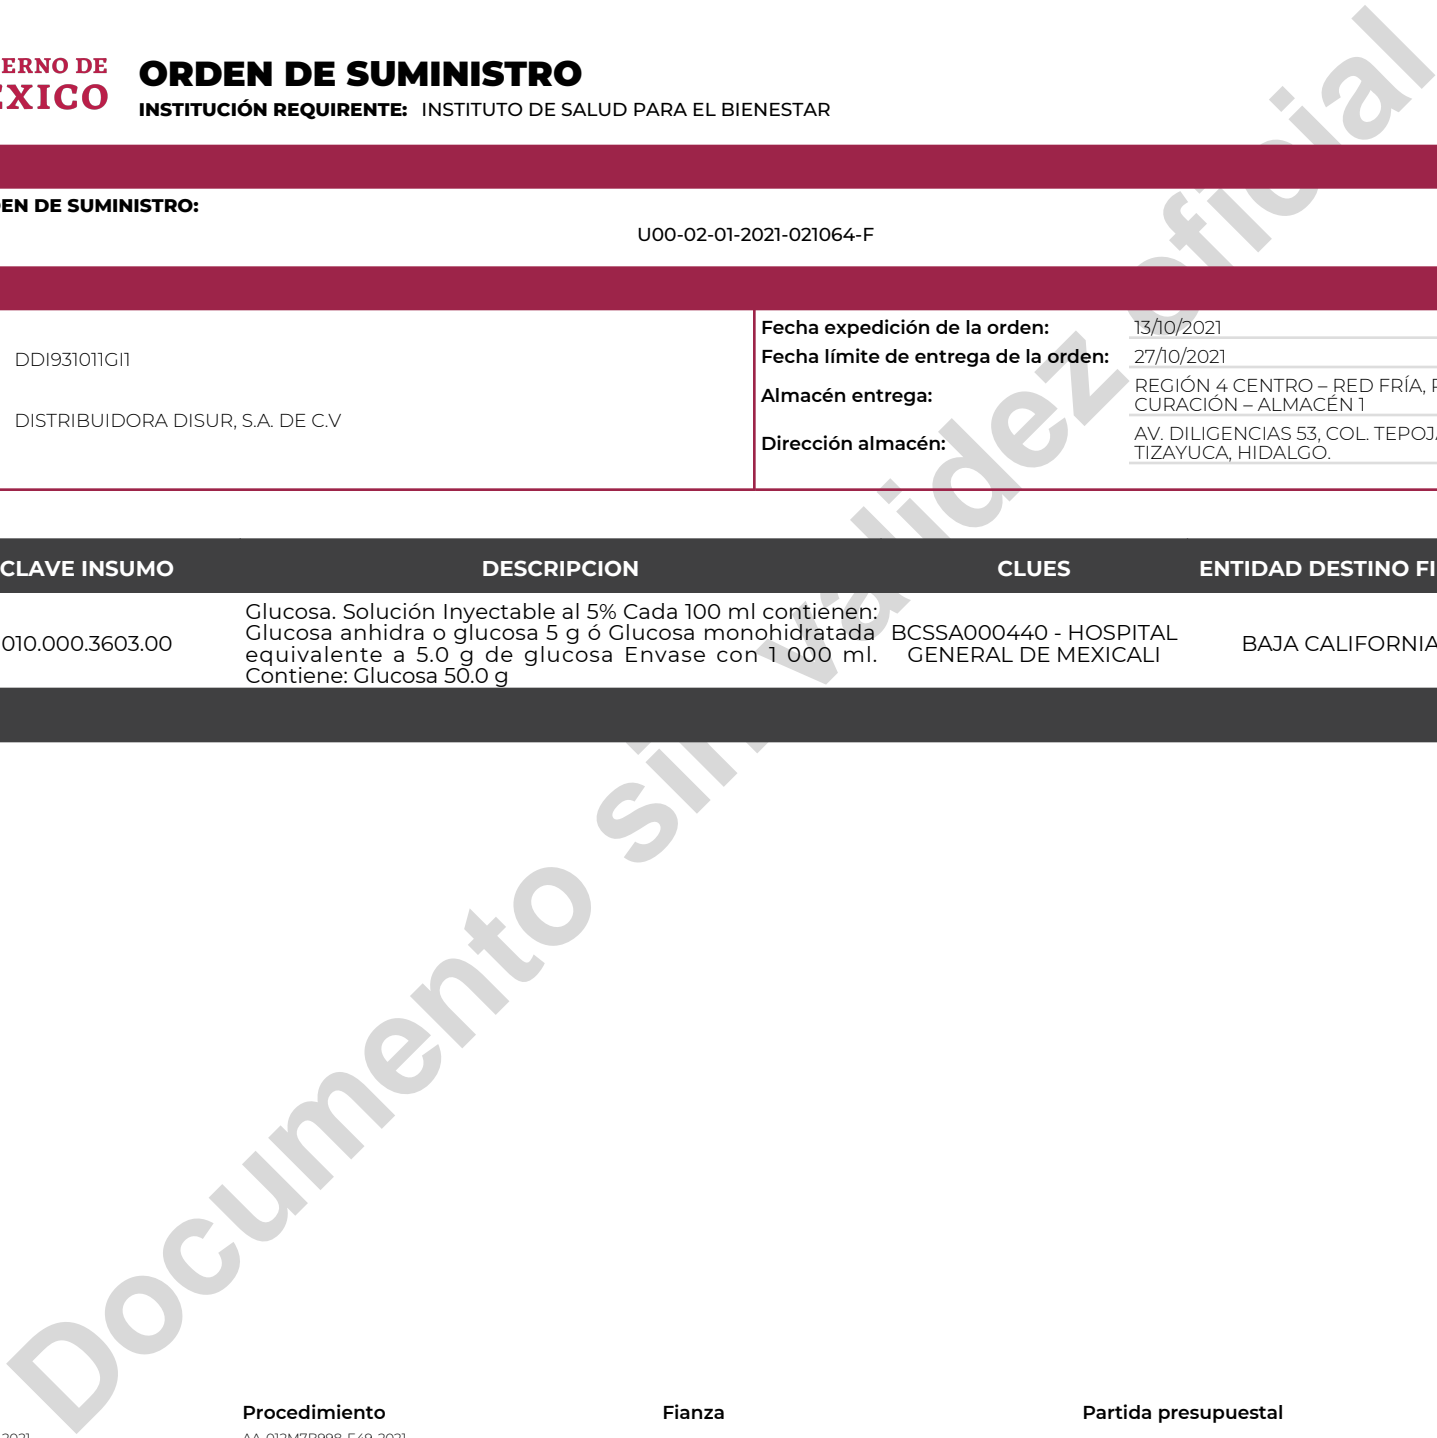 ERNO DE
ORDEN DE SUMINISTRO
INSTITUCIÓN REQUIRENTE: INSTITUTO DE SALUD PARA EL BIENESTAR
EN DE SUMINISTRO:
U00-02-01-2021-021064-F
DDI931011GI1
DISTRIBUIDORA DISUR, S.A. DE C.V
Fecha expedición de la orden: 13/10/2021
Fecha límite de entrega de la orden: 27/10/2021
Almacén entrega: REGIÓN 4 CENTRO – RED FRÍA,
CURACIÓN – ALMACÉN 1
Dirección almacén: AV. DILIGENCIAS 53, COL. TEPOJ
TIZAYUCA, HIDALGO.
CLAVE INSUMO DESCRIPCION CLUES ENTIDAD DESTINO FI
010.000.3603.00
Glucosa. Solución Inyectable al 5% Cada 100 ml contienen:
Glucosa anhidra o glucosa 5 g ó Glucosa monohidratada
equivalente a 5.0 g de glucosa Envase con 1 000 ml.
Contiene: Glucosa 50.0 g
BCSSA000440 - HOSPITAL
GENERAL DE MEXICALI
BAJA CALIFORNIA
Documento sin validez oficial
Procedimiento Fianza Partida presupuestal